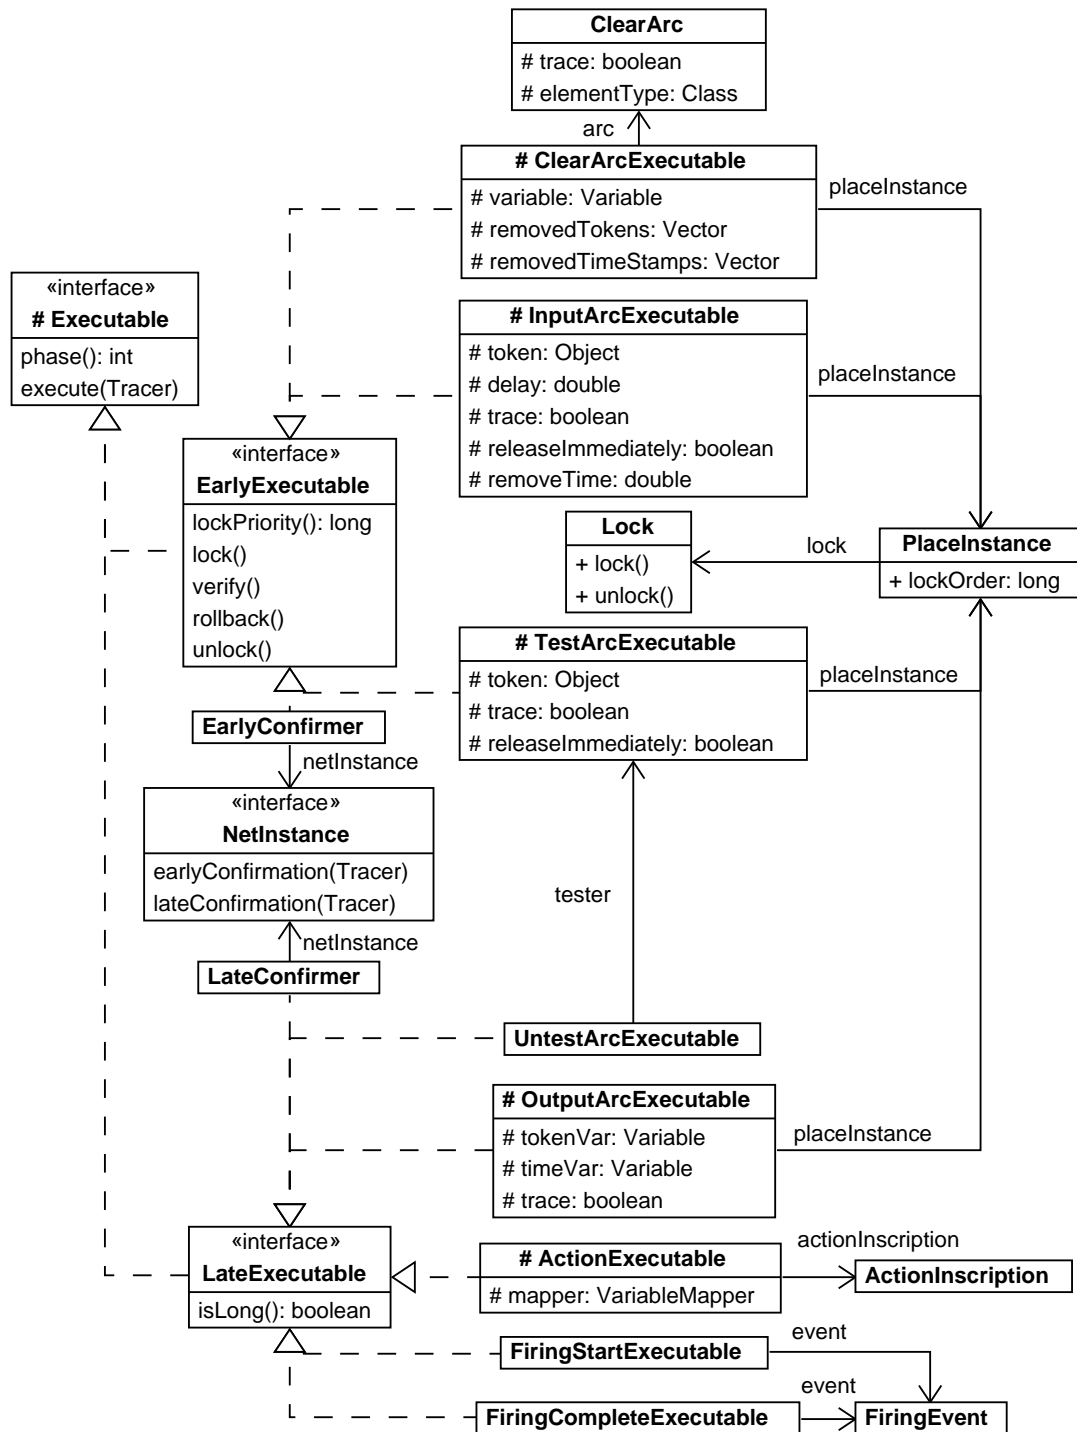 ClearArc
# trace: boolean
# elementType: Class
arc
# ClearArcExecutable
# variable: Variable
# removedTokens: Vector
# removedTimeStamps: Vector
placeInstance
«interface»
# Executable
phase(): int
execute(Tracer)
# InputArcExecutable
# token: Object
# delay: double
# trace: boolean
# releaseImmediately: boolean
# removeTime: double
placeInstance
«interface»
EarlyExecutable
lockPriority(): long
lock()
verify()
rollback()
unlock()
Lock
+ lock()
+ unlock()
lock
PlaceInstance
+ lockOrder: long
# TestArcExecutable
# token: Object
# trace: boolean
# releaseImmediately: boolean
placeInstance
EarlyConfirmer
netInstance
«interface»
NetInstance
earlyConfirmation(Tracer)
lateConfirmation(Tracer)
tester
netInstance
LateConfirmer
UntestArcExecutable
# OutputArcExecutable
# tokenVar: Variable
# timeVar: Variable
# trace: boolean
placeInstance
«interface»
LateExecutable
isLong(): boolean
# ActionExecutable
# mapper: VariableMapper
actionInscription
ActionInscription
FiringStartExecutable
event
FiringCompleteExecutable
event
FiringEvent